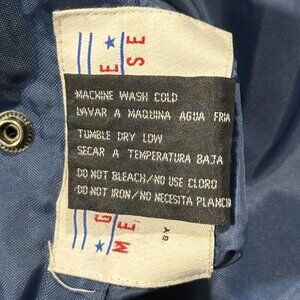 MACHINE WASH COLD
LAVAR A MAQUINA AGUA FRIA
TUMBLE DRY LOW
SECAR A TEMPERATURA BAJA
DO NOT BLEACH/NO USE CLORO
DO NOT IRON/NO NECESITA